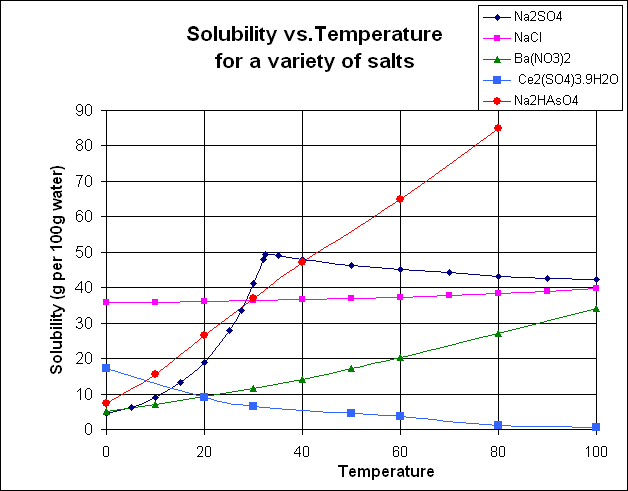 Solubility vs.Temperature
for a variety of salts
Na2SO4
NaCl
Ba(NO3)2
Ce2(SO4)3.9H2O
Na2HAsO4
Solubility (g per 100g water)
90
80
70
60
50
40
30
20
10
0
0 20 40 60 80 100
Temperature